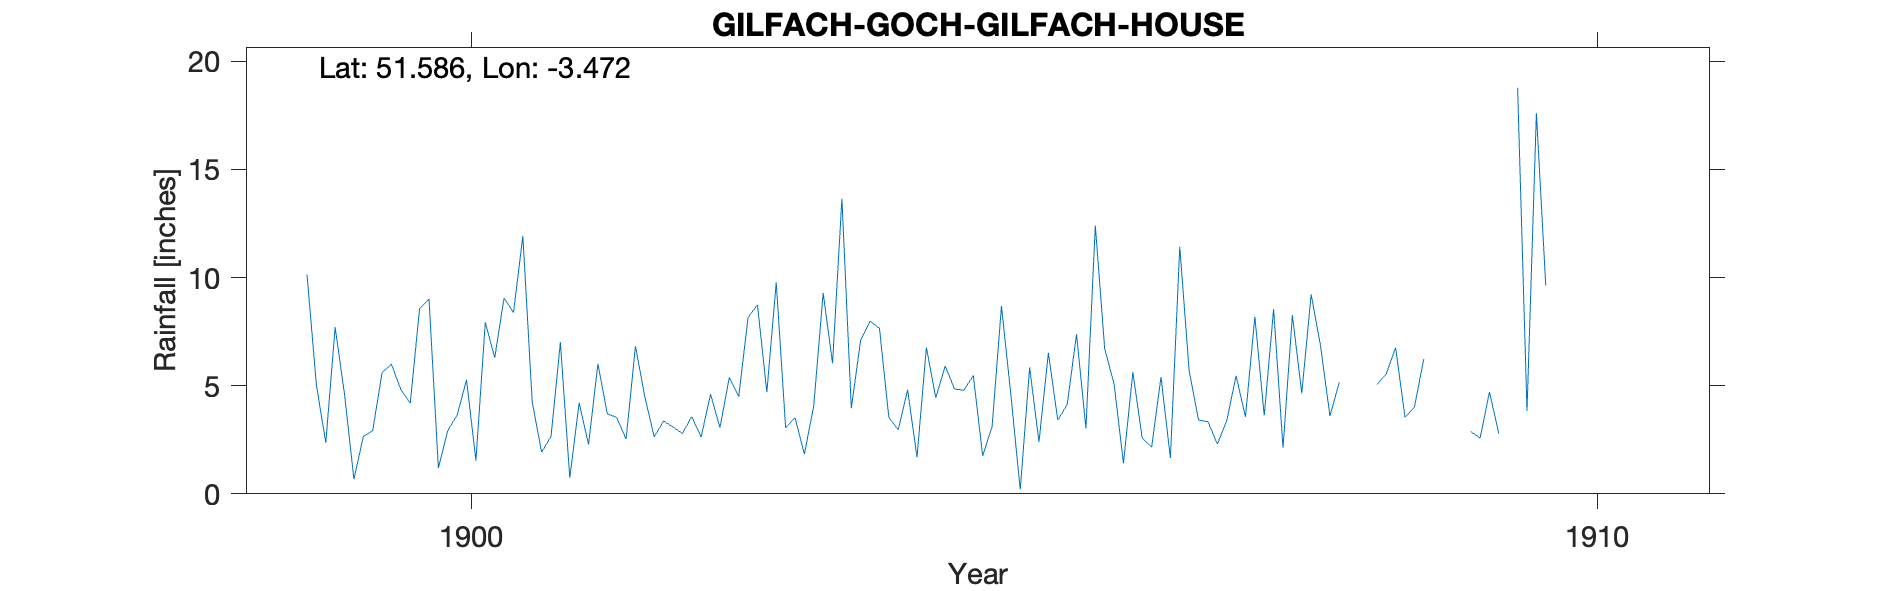 GILFACH-GOCH-GILFACH-HOUSE
Lat: 51.586, Lon: -3.472
20
15
10
5
0
Rainfall [inches]
1900
1910
Year